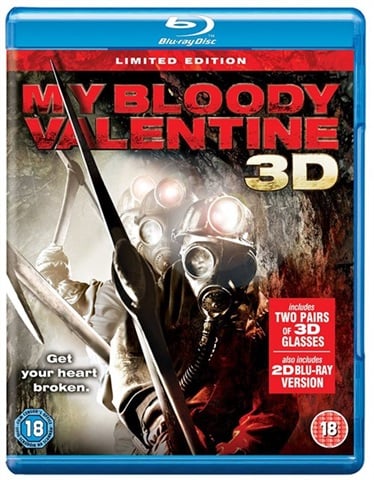 Blu-ray Disc
LIMITED EDITION
MY BLOODY
VALENTINE
3D
includes
TWO PAIRS
OF 3D
GLASSES
also includes
2D BLU-RAY
VERSION
Get
your heart
broken.
18
18